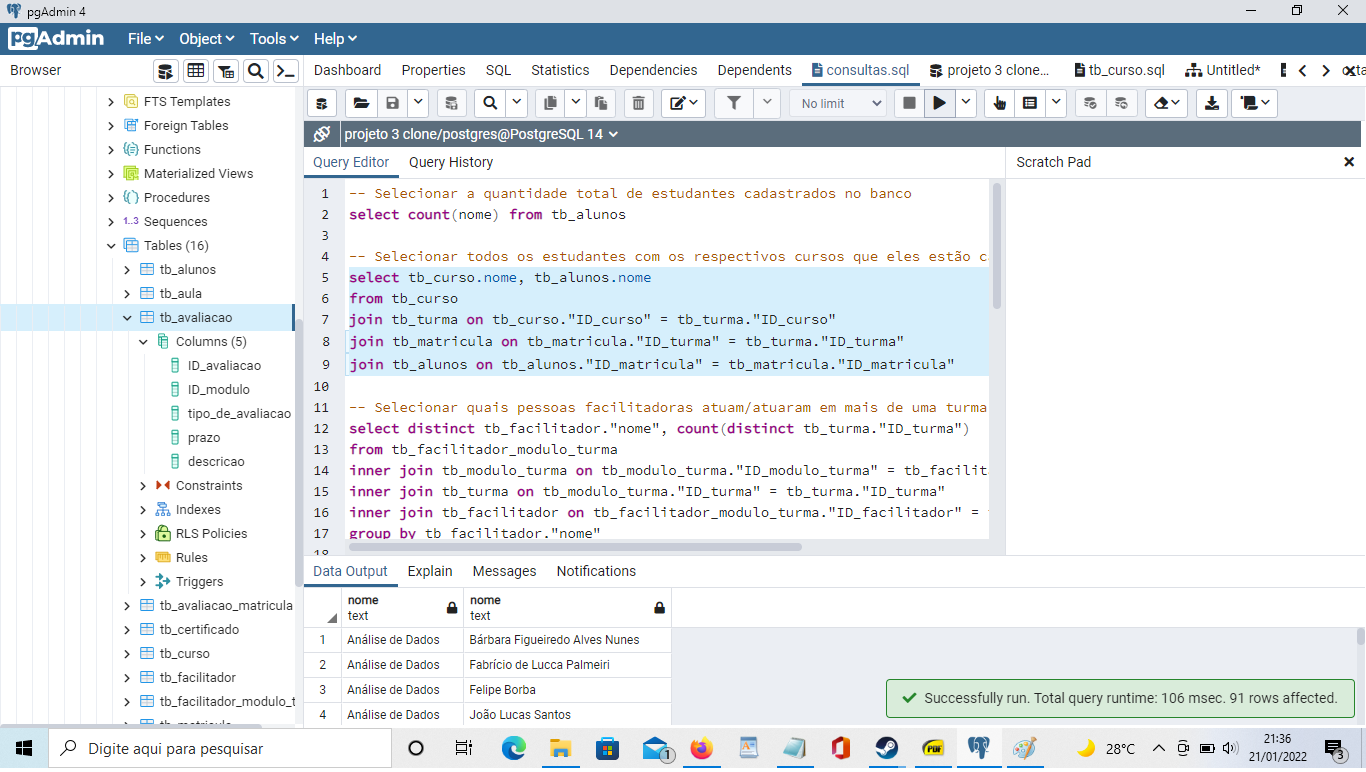 pgAdmin 4
pgAdmin File Object Tools Help
Browser
Dashboard Properties SQL Statistics Dependencies Dependents consultas.sql projeto 3 clone... tb_curso.sql Untitled*
No limit
projeto 3 clone/postgres@PostgreSQL 14
Query Editor Query History
Scratch Pad
FTS Templates
Foreign Tables
Functions
Materialized Views
Procedures
1..3 Sequences
Tables (16)
tb_alunos
tb_aula
tb_avaliacao
Columns (5)
ID_avaliacao
ID_modulo
tipo_de_avaliacao
prazo
descricao
Constraints
Indexes
RLS Policies
Rules
Triggers
tb_avaliacao_matricula
tb_certificado
tb_curso
tb_facilitador
tb_facilitador_modulo_t
tb_matricula
1 -- Selecionar a quantidade total de estudantes cadastrados no banco
2 select count(nome) from tb_alunos
3
4 -- Selecionar todos os estudantes com os respectivos cursos que eles estão c
5 select tb_curso.nome, tb_alunos.nome
6 from tb_curso
7 join tb_turma on tb_curso."ID_curso" = tb_turma."ID_curso"
8 join tb_matricula on tb_matricula."ID_turma" = tb_turma."ID_turma"
9 join tb_alunos on tb_alunos."ID_matricula" = tb_matricula."ID_matricula"
10
11 -- Selecionar quais pessoas facilitadoras atuam/atuaram em mais de uma turma
12 select distinct tb_facilitador."nome", count(distinct tb_turma."ID_turma")
13 from tb_facilitador_modulo_turma
14 inner join tb_modulo_turma on tb_modulo_turma."ID_modulo_turma" = tb_facilit
15 inner join tb_turma on tb_modulo_turma."ID_turma" = tb_turma."ID_turma"
16 inner join tb_facilitador on tb_facilitador_modulo_turma."ID_facilitador" =
17 group by tb_facilitador."nome"
18
Data Output Explain Messages Notifications
nome nome
text text
1 Análise de Dados Bárbara Figueiredo Alves Nunes
2 Análise de Dados Fabrício de Lucca Palmeiri
3 Análise de Dados Felipe Borba
4 Análise de Dados João Lucas Santos
Successfully run. Total query runtime: 106 msec. 91 rows affected.
Digite aqui para pesquisar
1
PDF
28°C
21:36
21/01/2022
3